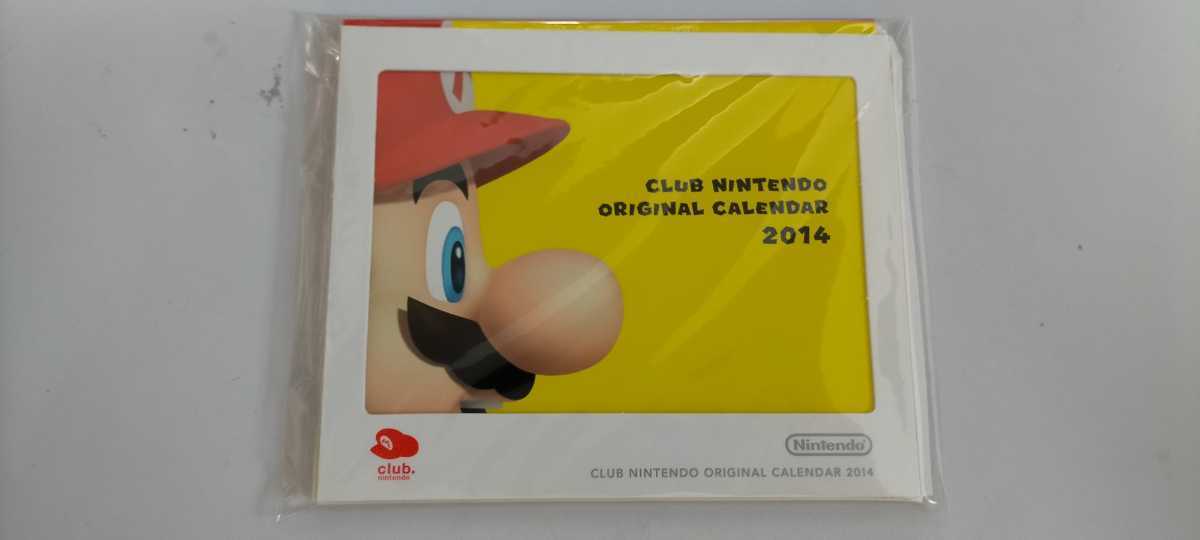 CLUB NINTENDO
ORIGINAL CALENDAR
2014
club.
nintendo
Nintendo
CLUB NINTENDO ORIGINAL CALENDAR 2014